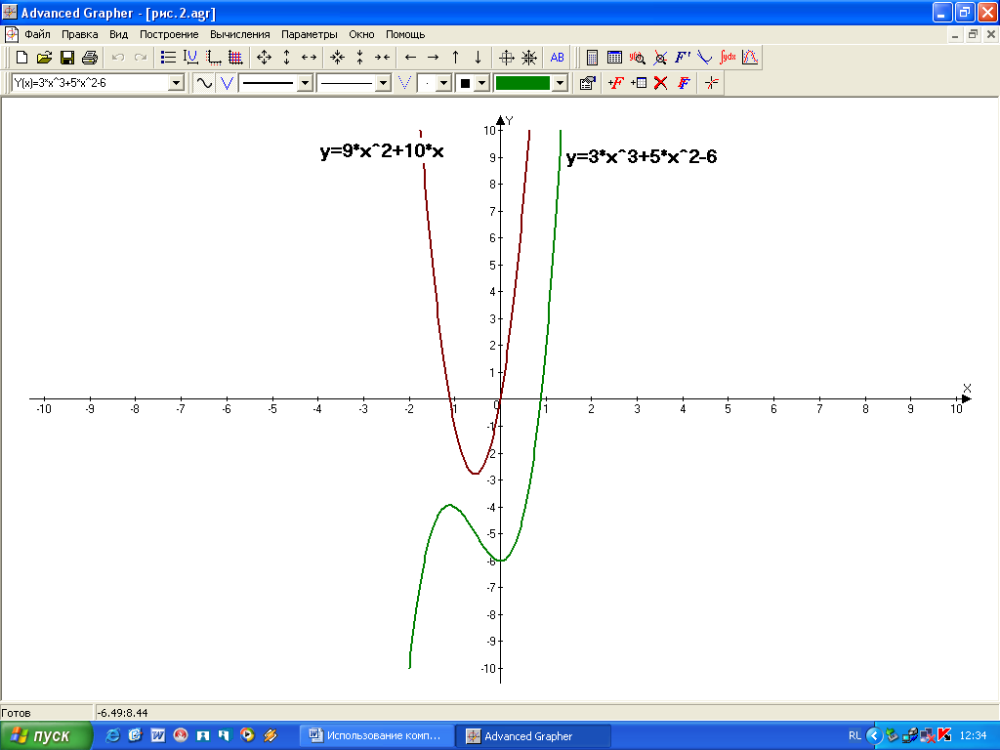 Advanced Grapher - [рис.2.agr]
Файл Правка Вид Построение Вычисления Параметры Окно Помощь
AB F' ∫ydx
Y(x)=3*x^3+5*x^2-6
Y
y=9*x^2+10*x
y=3*x^3+5*x^2-6
10
9
8
7
6
5
4
3
2
1
X
-10 -9 -8 -7 -6 -5 -4 -3 -2 -1 0 1 2 3 4 5 6 7 8 9 10
-1
-2
-3
-4
-5
-6
-7
-8
-9
-10
Готов -6.49:8.44
пуск Использование комп... Advanced Grapher RL 12:34